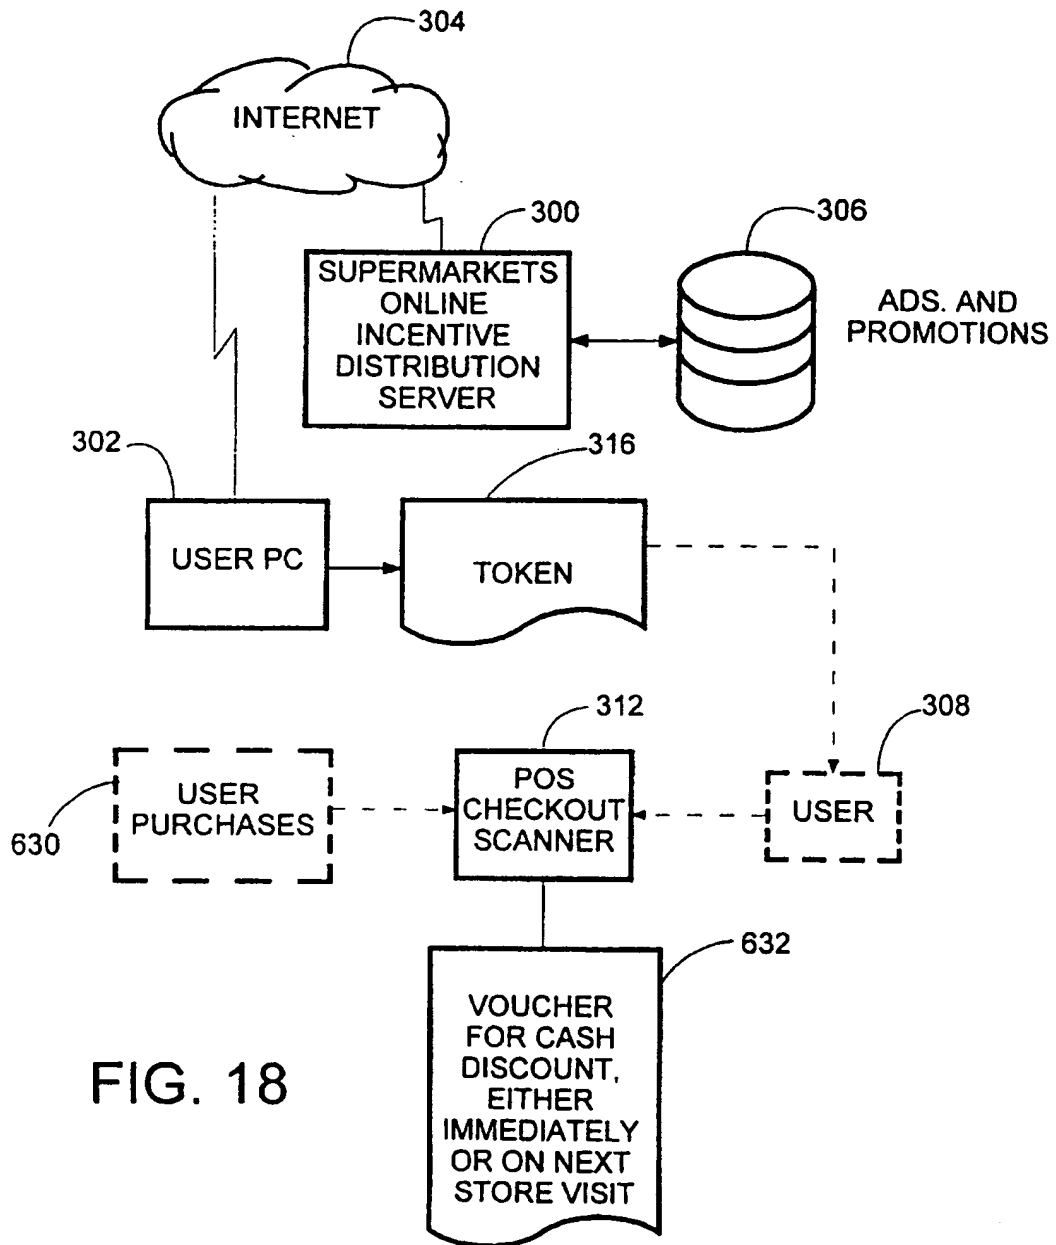 304
INTERNET
300
306
SUPERMARKETS
ONLINE
INCENTIVE
DISTRIBUTION
SERVER
ADS. AND
PROMOTIONS
302
316
USER PC
TOKEN
312
308
USER
PURCHASES
POS
CHECKOUT
SCANNER
USER
630
632
VOUCHER
FOR CASH
DISCOUNT,
EITHER
IMMEDIATELY
OR ON NEXT
STORE VISIT
FIG. 18